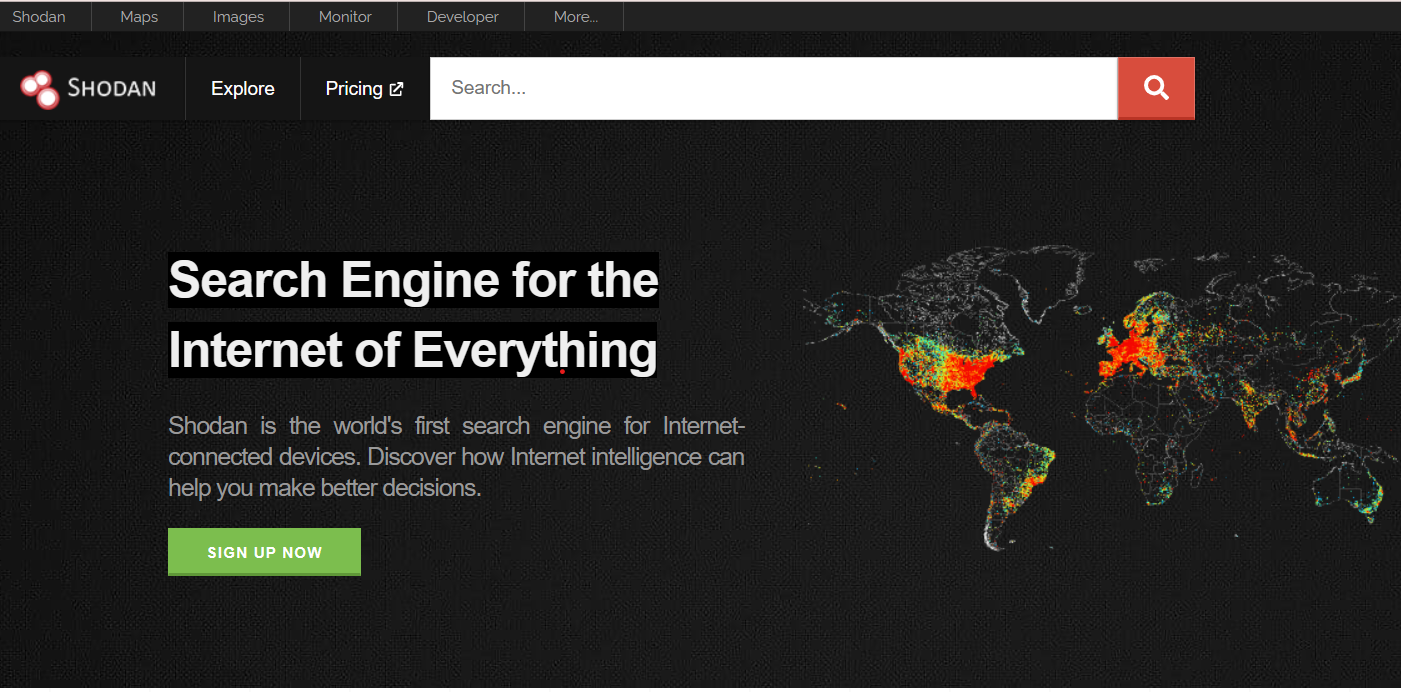 Shodan Maps Images Monitor Developer More...
SHODAN Explore Pricing Search...
Search Engine for the
Internet of Everything
Shodan is the world's first search engine for Internet-
connected devices. Discover how Internet intelligence can
help you make better decisions.
SIGN UP NOW